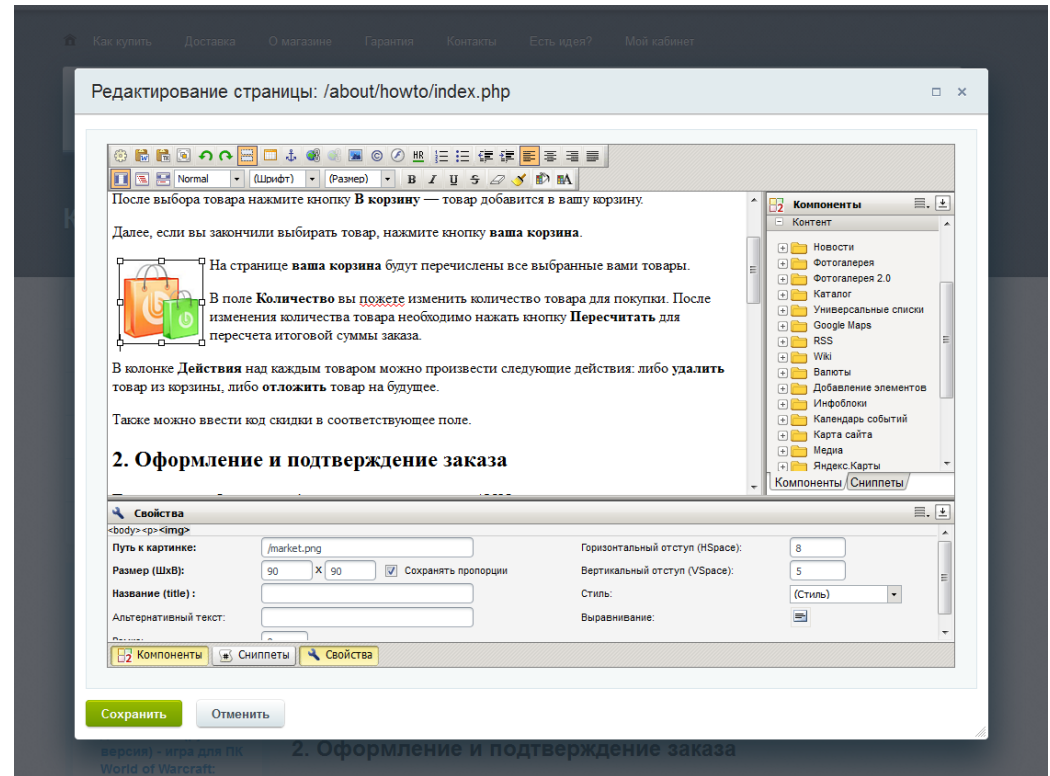 Как купить Доставка О магазине Гарантия Контакты Есть идея? Мой кабинет
Редактирование страницы: /about/howto/index.php
HR
Normal (Шрифт) (Размер) B I U S
После выбора товара нажмите кнопку В корзину — товар добавится в вашу корзину.
Далее, если вы закончили выбирать товар, нажмите кнопку ваша корзина.
На странице ваша корзина будут перечислены все выбранные вами товары.
В поле Количество вы пожете изменить количество товара для покупки. После
изменения количества товара необходимо нажать кнопку Пересчитать для
пересчета итоговой суммы заказа.
В колонке Действия над каждым товаром можно произвести следующие действия: либо удалить
товар из корзины, либо отложить товар на будущее.
Также можно ввести код скидки в соответствующее поле.
2. Оформление и подтверждение заказа
Компоненты
Контент
Новости
Фотогалерея
Фотогалерея 2.0
Каталог
Универсальные списки
Google Maps
RSS
Wiki
Валюты
Добавление элементов
Инфоблоки
Календарь событий
Карта сайта
Медиа
Яндекс.Карты
Компоненты Сниппеты
Свойства
<body> <p> <img>
Путь к картинке: /market.png
Горизонтальный отступ (HSpace): 8
Размер (ШxВ): 90 X 90 Сохранять пропорции
Вертикальный отступ (VSpace): 5
Название (title) :
Стиль: (Стиль)
Альтернативный текст:
Выравнивание:
Компоненты Сниппеты Свойства
Сохранить Отменить
версия) - игра для ПК
World of Warcraft:
2. Оформление и подтверждение заказа